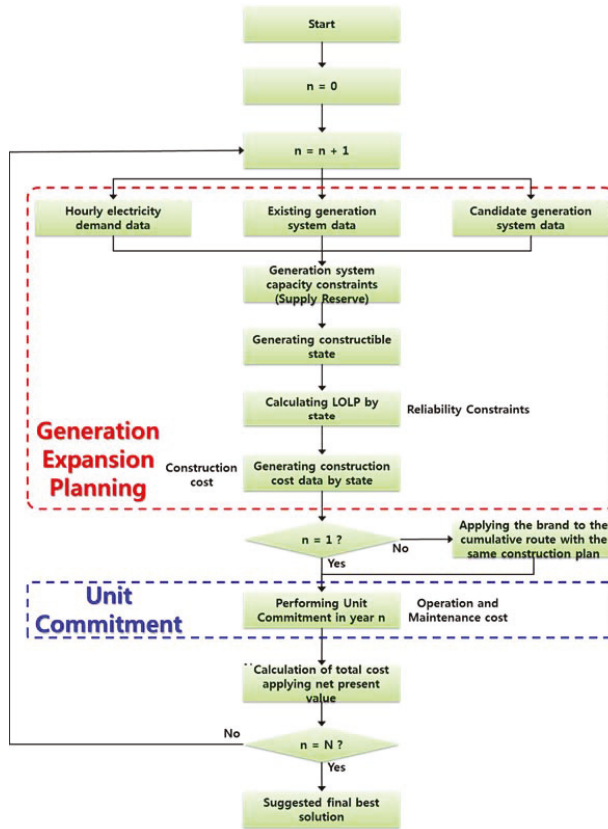 Start
n = 0
n = n + 1
Hourly electricity
demand data
Existing generation
system data
Candidate generation
system data
Generation system
capacity constraints
(Supply Reserve)
Generating constructible
state
Calculating LOLP by
state
Reliability Constraints
Generation
Expansion
Planning
Construction
cost
Generating construction
cost data by state
n = 1 ?
No
Yes
Applying the brand to the
cumulative route with the
same construction plan
Unit
Commitment
Performing Unit
Commitment in year n
Operation and
Maintenance cost
Calculation of total cost
applying net present
value
No
n = N ?
Yes
Suggested final best
solution